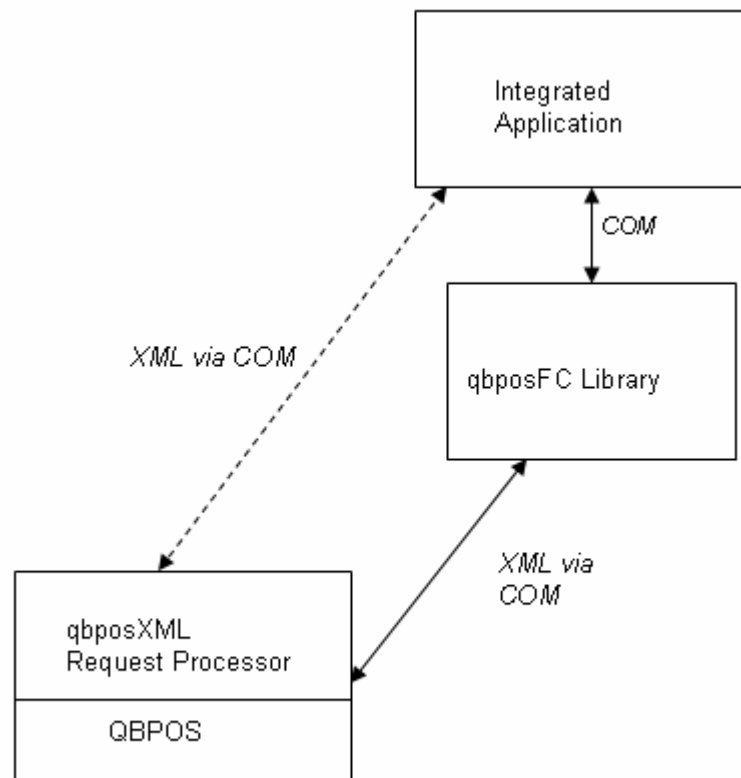 Integrated
Application
COM
XML via COM
qbposFC Library
XML via
COM
qbposXML
Request Processor
QBPOS